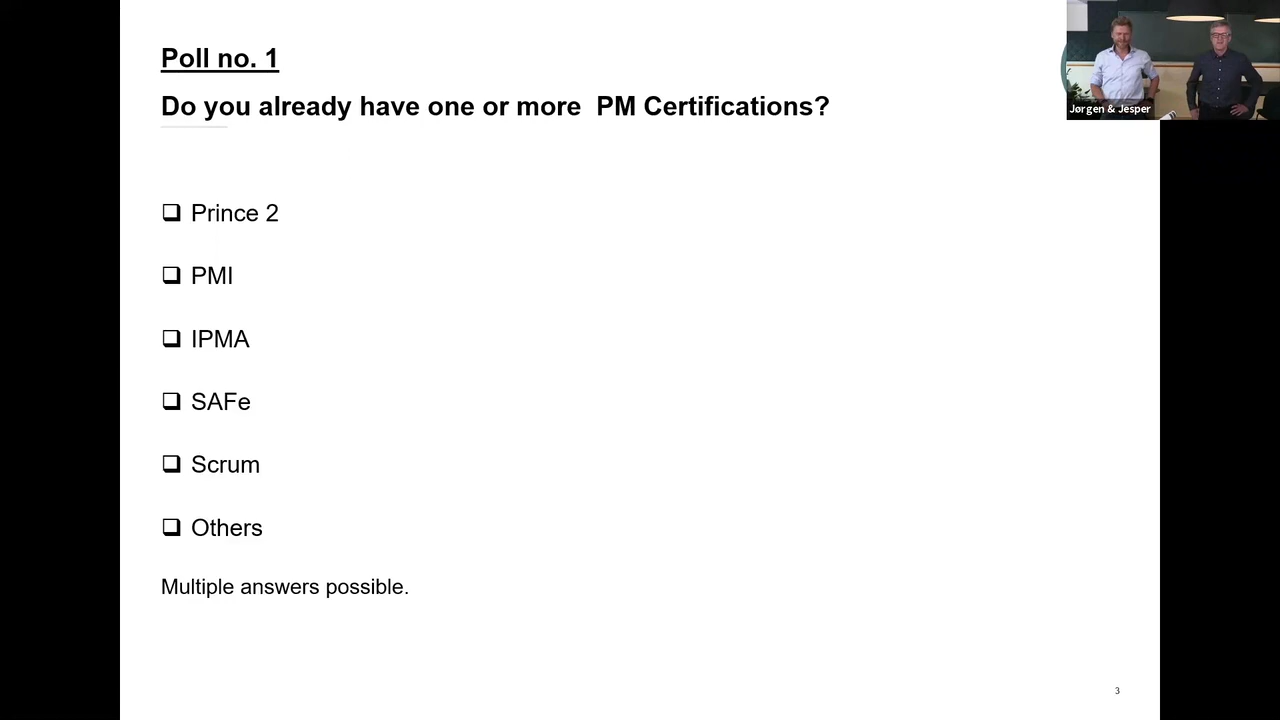 Poll no. 1
Do you already have one or more  PM Certifications?
Jørgen & Jesper
❑ Prince 2
❑ PMI
❑ IPMA
❑ SAFe
❑ Scrum
❑ Others
Multiple answers possible.
3